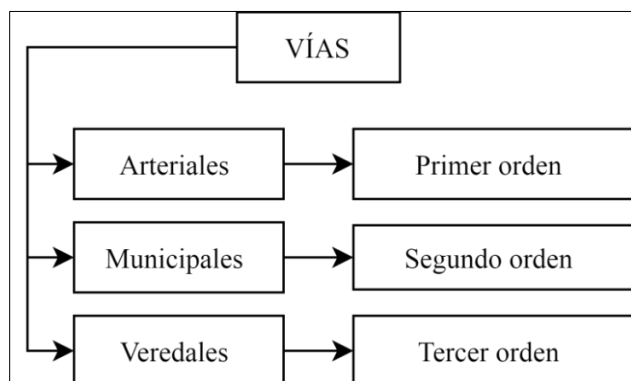 VÍAS
Arteriales
Primer orden
Municipales
Segundo orden
Veredales
Tercer orden